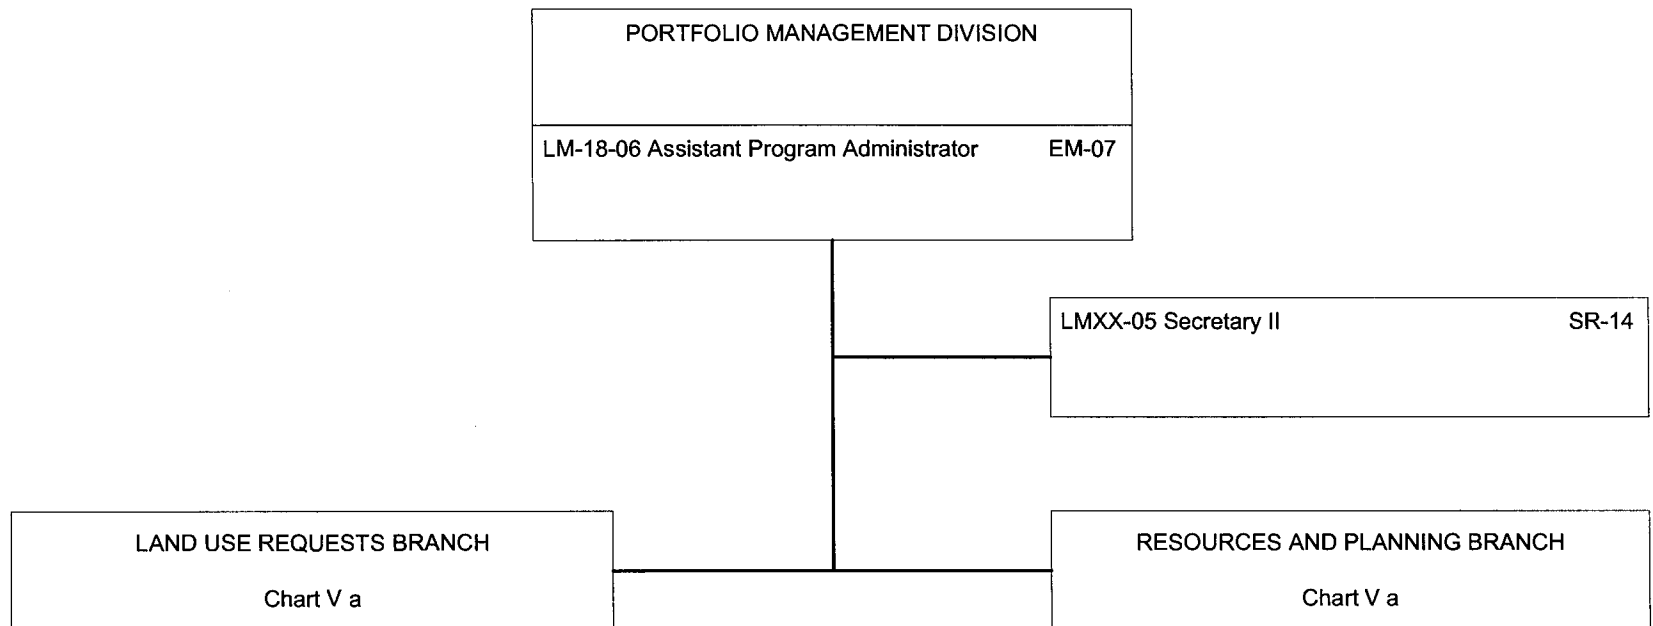 PORTFOLIO MANAGEMENT DIVISION
LM-18-06 Assistant Program Administrator EM-07
LMXX-05 Secretary II SR-14
LAND USE REQUESTS BRANCH
Chart V a
RESOURCES AND PLANNING BRANCH
Chart V a